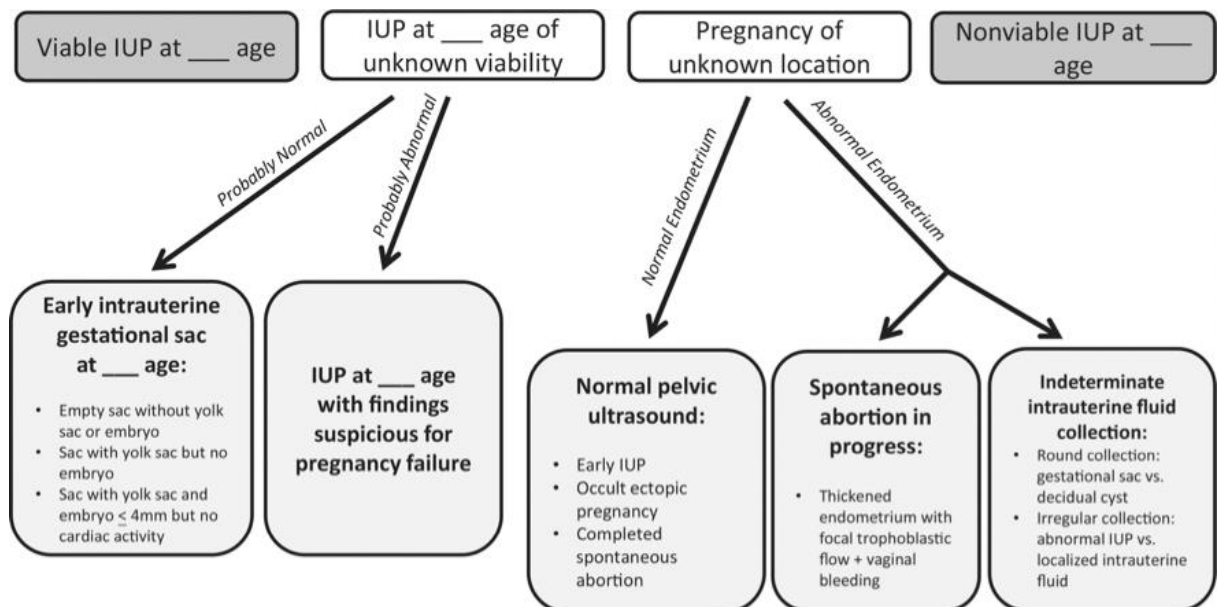 Viable IUP at ___ age
IUP at ___ age of
unknown viability
Pregnancy of
unknown location
Nonviable IUP at ___
age
Probably Normal
Probably Abnormal
Normal Endometrium
Abnormal Endometrium
Early intrauterine
gestational sac
at ___ age:
• Empty sac without yolk
sac or embryo
• Sac with yolk sac but no
embryo
• Sac with yolk sac and
embryo ≤ 4mm but no
cardiac activity
IUP at ___ age
with findings
suspicious for
pregnancy failure
Normal pelvic
ultrasound:
• Early IUP
• Occult ectopic
pregnancy
• Completed
spontaneous
abortion
Spontaneous
abortion in
progress:
• Thickened
endometrium with
focal trophoblastic
flow + vaginal
bleeding
Indeterminate
intrauterine fluid
collection:
• Round collection:
gestational sac vs.
decidual cyst
• Irregular collection:
abnormal IUP vs.
localized intrauterine
fluid